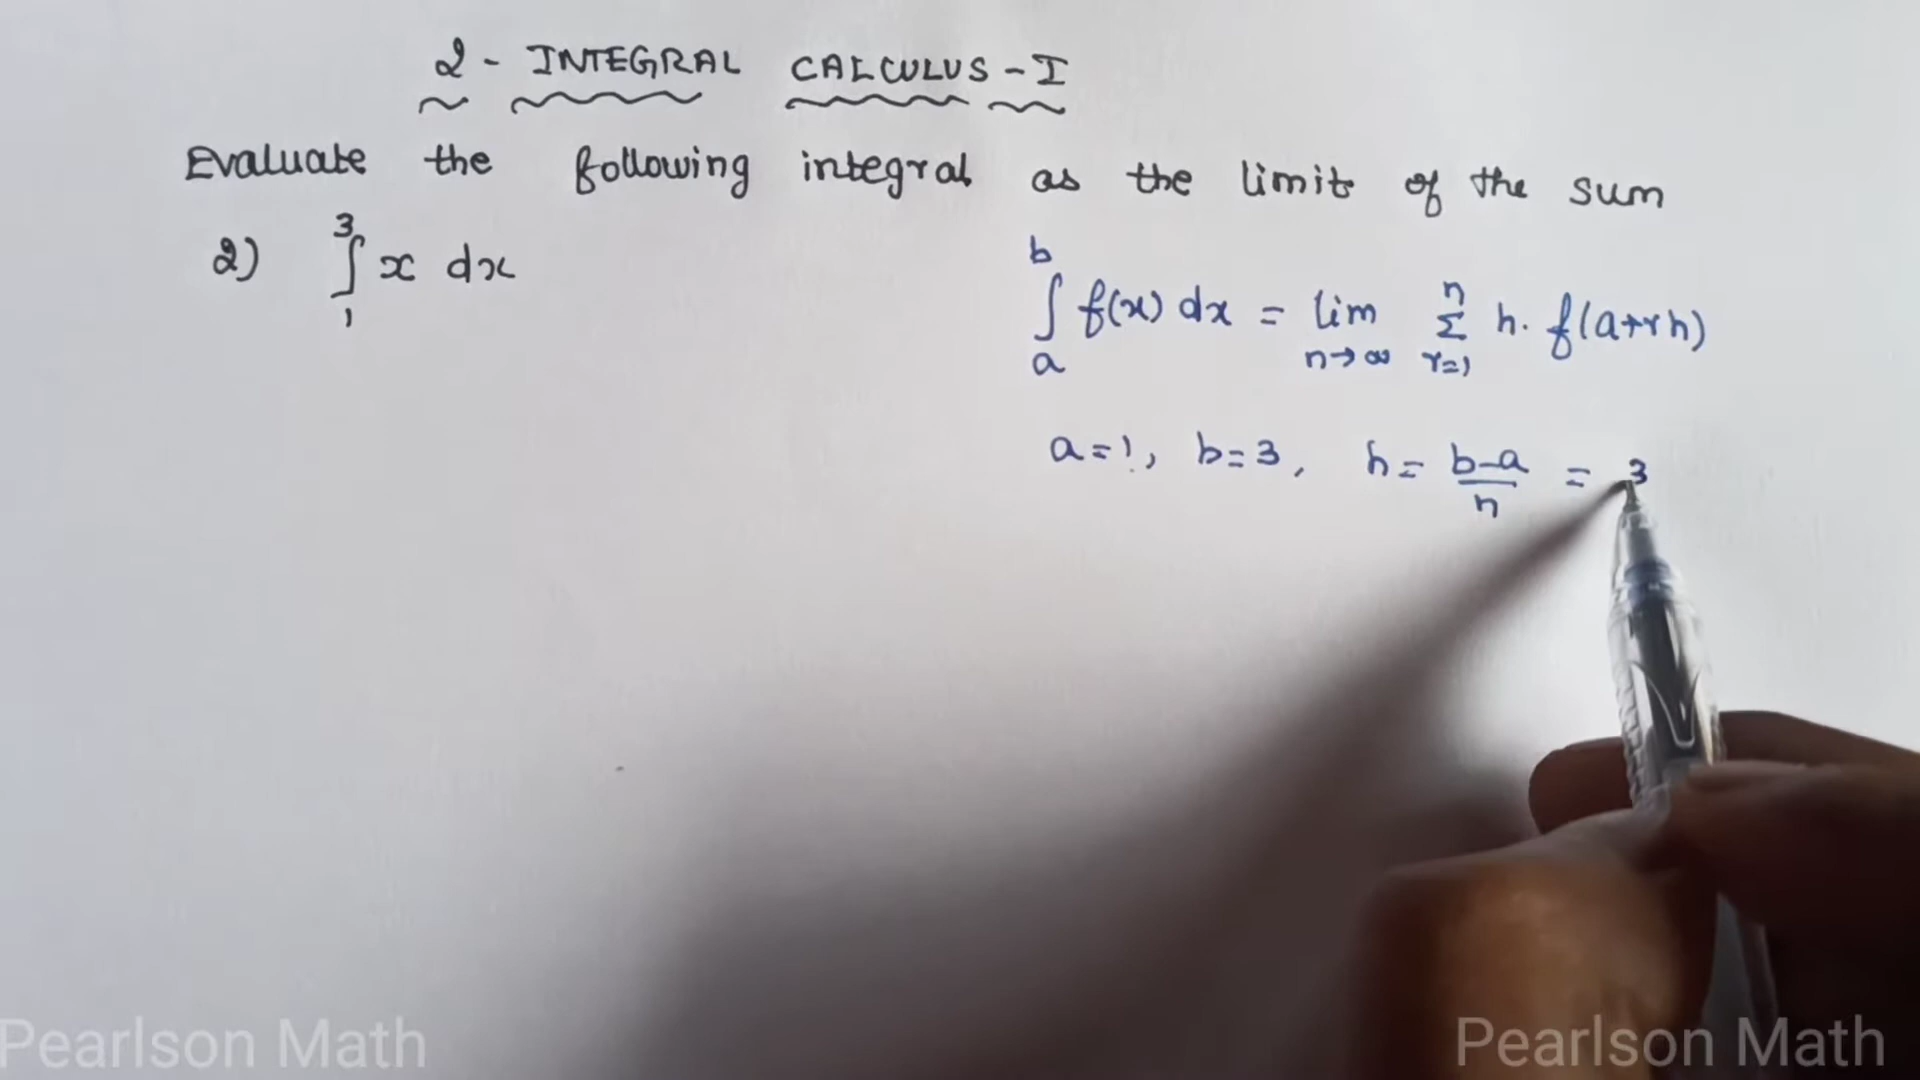 2 - INTEGRAL CALCULUS - I
Evaluate the following integral as the limit of the sum
2) ∫₁³ x dx
∫ₐᵇ f(x) dx = lim n→∞ Σ r=1 n h. f(a+rh)
a=1, b=3, h= b-a/n = 3
Pearlson Math
Pearlson Math